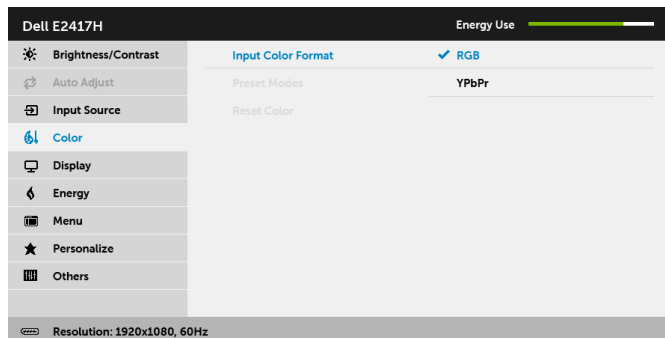 Dell E2417H Energy Use
Brightness/Contrast Input Color Format RGB
Auto Adjust Preset Modes YPbPr
Input Source Reset Color
Color
Display
Energy
Menu
Personalize
Others
Resolution: 1920x1080, 60Hz